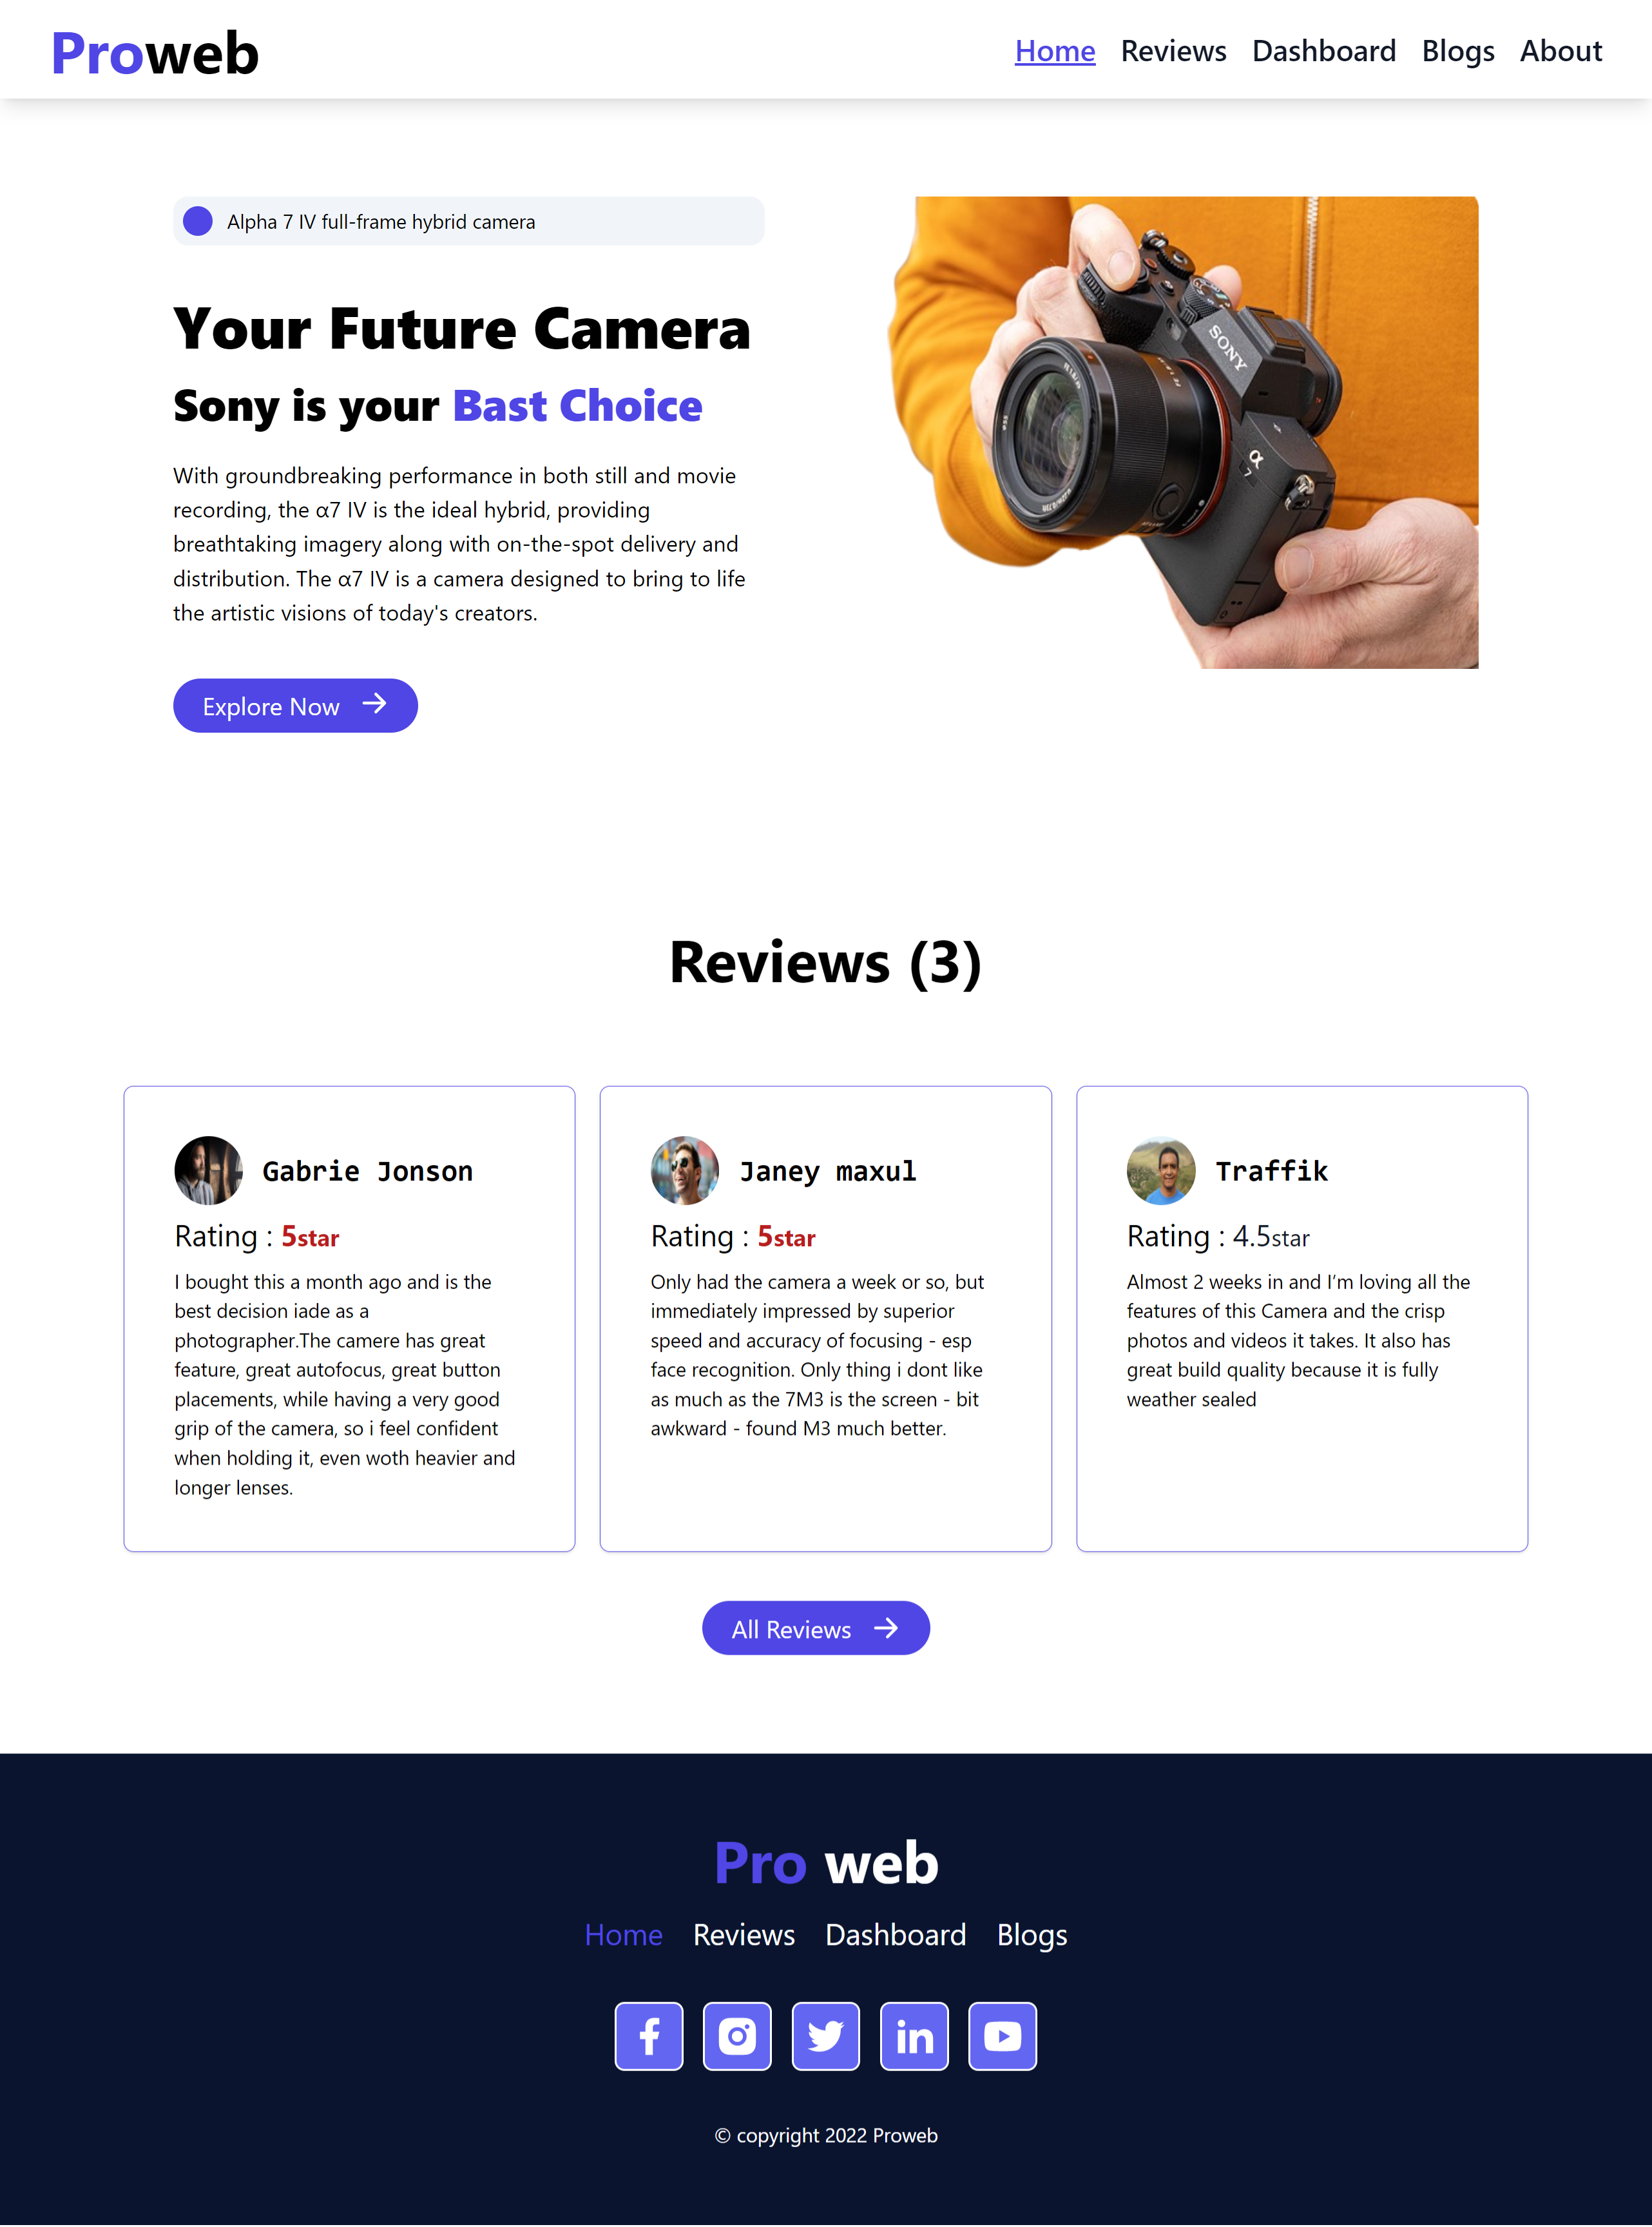 Proweb
Home Reviews Dashboard Blogs About
Alpha 7 IV full-frame hybrid camera
Your Future Camera
Sony is your Bast Choice
With groundbreaking performance in both still and movie
recording, the α7 IV is the ideal hybrid, providing
breathtaking imagery along with on-the-spot delivery and
distribution. The α7 IV is a camera designed to bring to life
the artistic visions of today's creators.
Explore Now
SONY
α
7
Reviews (3)
Gabrie Jonson
Rating : 5star
I bought this a month ago and is the
best decision iade as a
photographer.The camere has great
feature, great autofocus, great button
placements, while having a very good
grip of the camera, so i feel confident
when holding it, even woth heavier and
longer lenses.
Janey maxul
Rating : 5star
Only had the camera a week or so, but
immediately impressed by superior
speed and accuracy of focusing - esp
face recognition. Only thing i dont like
as much as the 7M3 is the screen - bit
awkward - found M3 much better.
Traffik
Rating : 4.5star
Almost 2 weeks in and I’m loving all the
features of this Camera and the crisp
photos and videos it takes. It also has
great build quality because it is fully
weather sealed
All Reviews
Pro web
Home Reviews Dashboard Blogs
© copyright 2022 Proweb